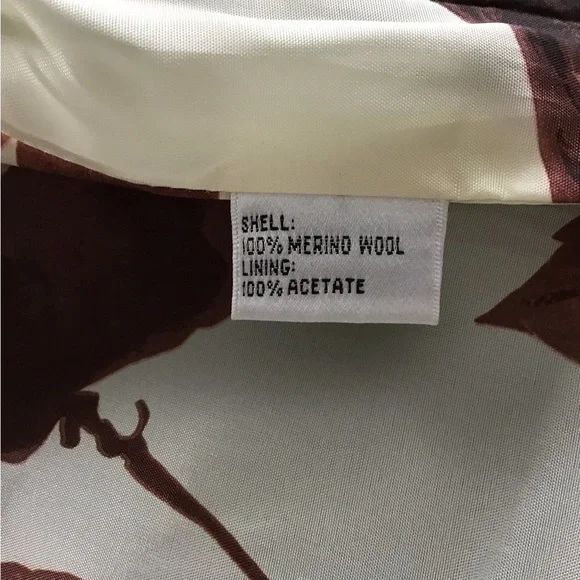 SHELL:
100% MERINO WOOL
LINING:
100% ACETATE